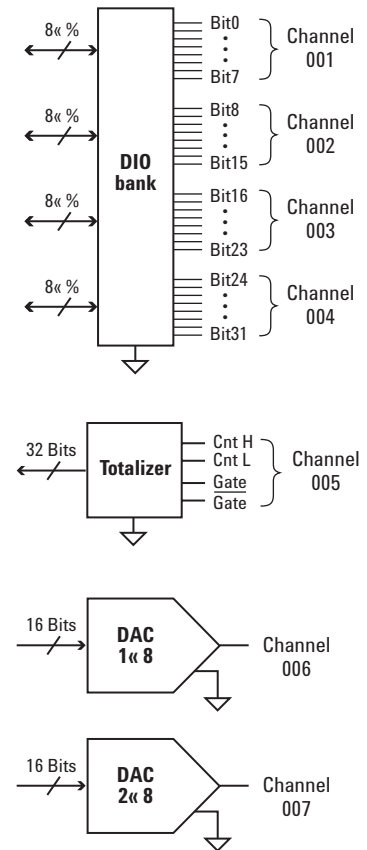 8« %
Bit0
Bit7
Channel
001
8« %
Bit8
Bit15
Channel
002
DIO
bank
8« %
Bit16
Bit23
Channel
003
8« %
Bit24
Bit31
Channel
004
32 Bits
Totalizer
Cnt H
Cnt L
Gate
Gate
Channel
005
16 Bits
DAC
1« 8
Channel
006
16 Bits
DAC
2« 8
Channel
007